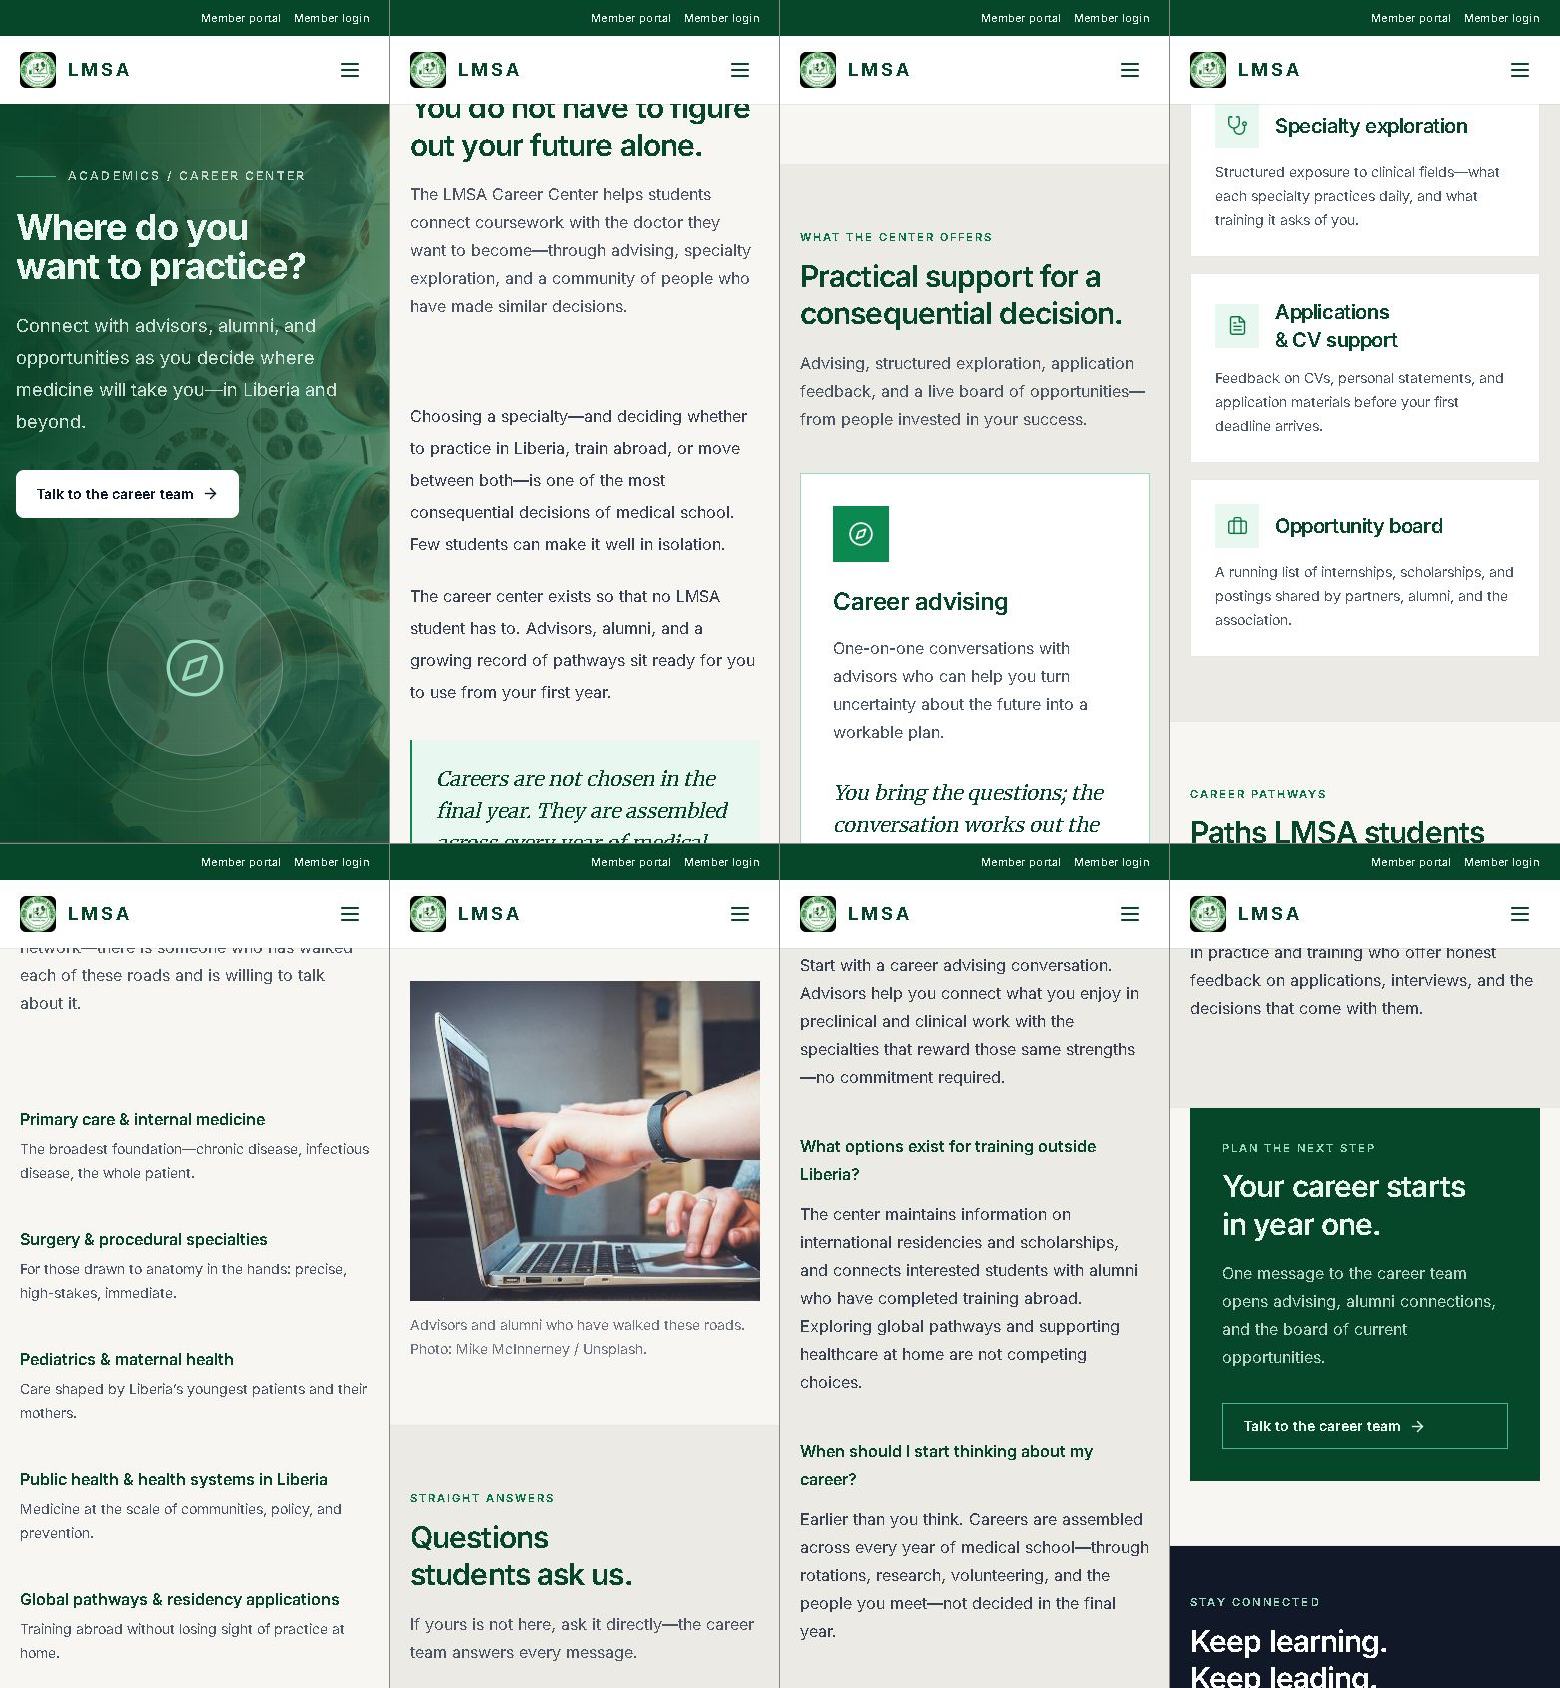 Member portal Member login
LMSA
ACADEMICS / CAREER CENTER
Where do you
want to practice?
Connect with advisors, alumni, and
opportunities as you decide where
medicine will take you—in Liberia and
beyond.
Talk to the career team →
Member portal Member login
LMSA
You do not have to figure
out your future alone.
The LMSA Career Center helps students
connect coursework with the doctor they
want to become—through advising, specialty
exploration, and a community of people who
have made similar decisions.
Choosing a specialty—and deciding whether
to practice in Liberia, train abroad, or move
between both—is one of the most
consequential decisions of medical school.
Few students can make it well in isolation.
The career center exists so that no LMSA
student has to. Advisors, alumni, and a
growing record of pathways sit ready for you
to use from your first year.
Careers are not chosen in the
final year. They are assembled
across every year of medical
Member portal Member login
LMSA
WHAT THE CENTER OFFERS
Practical support for a
consequential decision.
Advising, structured exploration, application
feedback, and a live board of opportunities—
from people invested in your success.
Career advising
One-on-one conversations with
advisors who can help you turn
uncertainty about the future into a
workable plan.
You bring the questions; the
conversation works out the
Member portal Member login
LMSA
Specialty exploration
Structured exposure to clinical fields—what
each specialty practices daily, and what
training it asks of you.
Applications
& CV support
Feedback on CVs, personal statements, and
application materials before your first
deadline arrives.
Opportunity board
A running list of internships, scholarships, and
postings shared by partners, alumni, and the
association.
CAREER PATHWAYS
Paths LMSA students
Member portal Member login
LMSA
network—there is someone who has walked
each of these roads and is willing to talk
about it.
Primary care & internal medicine
The broadest foundation—chronic disease, infectious
disease, the whole patient.
Surgery & procedural specialties
For those drawn to anatomy in the hands: precise,
high-stakes, immediate.
Pediatrics & maternal health
Care shaped by Liberia's youngest patients and their
mothers.
Public health & health systems in Liberia
Medicine at the scale of communities, policy, and
prevention.
Global pathways & residency applications
Training abroad without losing sight of practice at
home.
Member portal Member login
LMSA
Advisors and alumni who have walked these roads.
Photo: Mike McInnerney / Unsplash.
STRAIGHT ANSWERS
Questions
students ask us.
If yours is not here, ask it directly—the career
team answers every message.
Member portal Member login
LMSA
Start with a career advising conversation.
Advisors help you connect what you enjoy in
preclinical and clinical work with the
specialties that reward those same strengths
—no commitment required.
What options exist for training outside
Liberia?
The center maintains information on
international residencies and scholarships,
and connects interested students with alumni
who have completed training abroad.
Exploring global pathways and supporting
healthcare at home are not competing
choices.
When should I start thinking about my
career?
Earlier than you think. Careers are assembled
across every year of medical school—through
rotations, research, volunteering, and the
people you meet—not decided in the final
year.
Member portal Member login
LMSA
in practice and training who offer honest
feedback on applications, interviews, and the
decisions that come with them.
PLAN THE NEXT STEP
Your career starts
in year one.
One message to the career team
opens advising, alumni connections,
and the board of current
opportunities.
Talk to the career team →
STAY CONNECTED
Keep learning.
Keep leading.